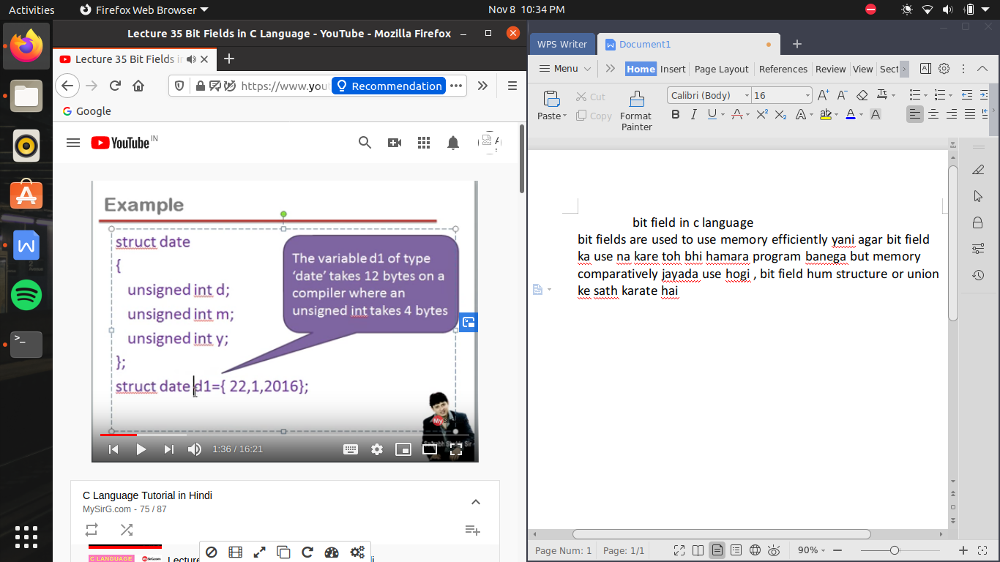 Activities
Firefox Web Browser
Nov 8 10:34 PM
Lecture 35 Bit Fields in C Language - YouTube - Mozilla Firefox
Lecture 35 Bit Fields i
https://www.you
Recommendation
Google
YouTube IN
Example
struct date
{
unsigned int d;
unsigned int m;
unsigned int y;
};
struct date d1={ 22,1,2016};
The variable d1 of type
‘date’ takes 12 bytes on a
compiler where an
unsigned int takes 4 bytes
1:36 / 16:21
C Language Tutorial in Hindi
MySirG.com - 75 / 87
C LANGUAGE
Lecture
WPS Writer
Document1
Menu
Home Insert Page Layout References Review View Sect
Paste
Cut
Copy
Format
Painter
Calibri (Body)
16
bit field in c language
bit fields are used to use memory efficiently yani agar bit field
ka use na kare toh bhi hamara program banega but memory
comparatively jayada use hogi , bit field hum structure or union
ke sath karate hai
Page Num: 1 Page: 1/1
90%